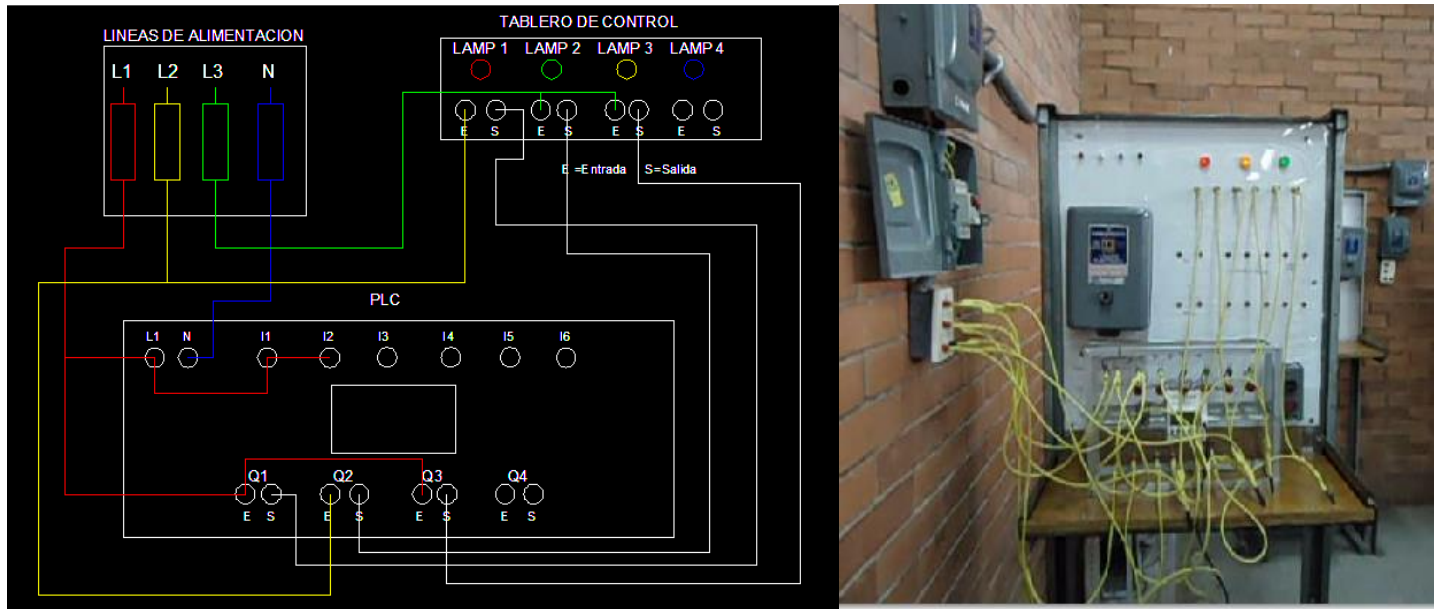 TABLERO DE CONTROL
LINEAS DE ALIMENTACION
LAMP 1 LAMP 2 LAMP 3 LAMP 4
L1 L2 L3 N
E S E S E S E S
E =Entrada S=Salida
PLC
L1 N I1 I2 I3 I4 I5 I6
Q1 Q2 Q3 Q4
E S E S E S E S